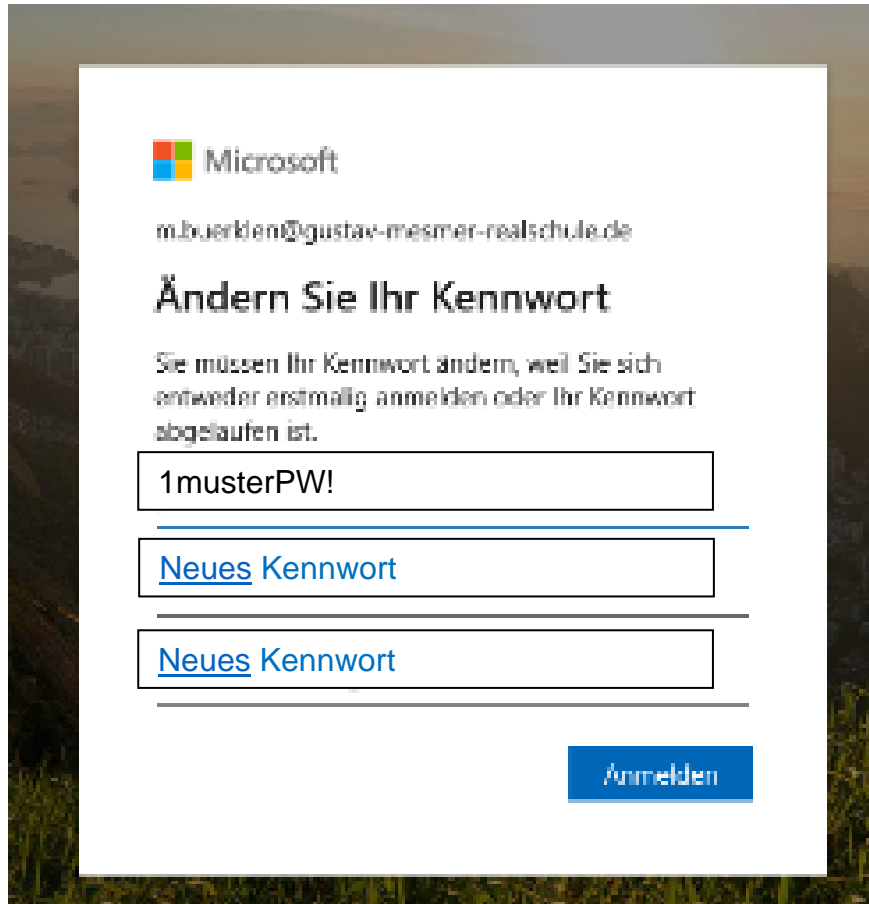 Microsoft
m.buerklen@gustav-mesmer-realschule.de
Ändern Sie Ihr Kennwort
Sie müssen Ihr Kennwort ändern, weil Sie sich
entweder erstmalig anmelden oder Ihr Kennwort
abgelaufen ist.
1musterPW!
Neues Kennwort
Neues Kennwort
Anmelden